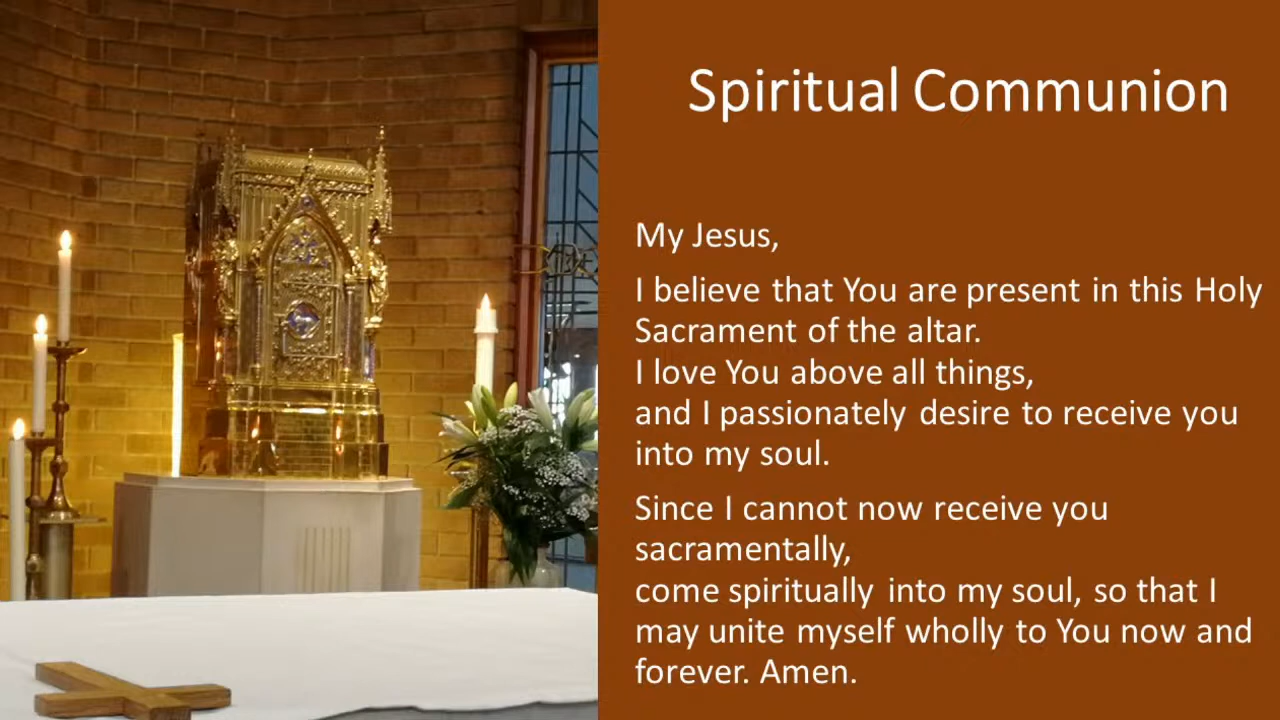 Spiritual Communion
My Jesus,
I believe that You are present in this Holy
Sacrament of the altar.
I love You above all things,
and I passionately desire to receive you
into my soul.
Since I cannot now receive you
sacramentally,
come spiritually into my soul, so that I
may unite myself wholly to You now and
forever. Amen.